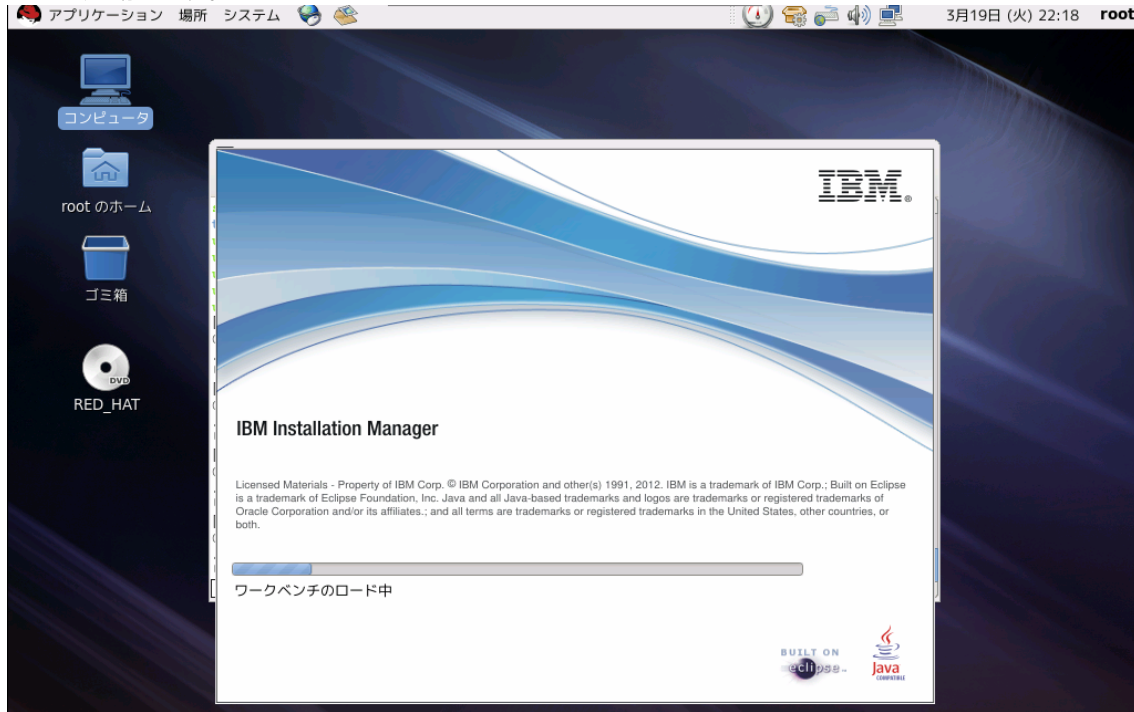 アプリケーション 場所 システム
3月19日 (火) 22:18 root
コンピュータ
root のホーム
ゴミ箱
DVD
RED_HAT
IBM®
IBM Installation Manager
Licensed Materials - Property of IBM Corp. © IBM Corporation and other(s) 1991, 2012. IBM is a trademark of IBM Corp.; Built on Eclipse
is a trademark of Eclipse Foundation, Inc. Java and all Java-based trademarks and logos are trademarks or registered trademarks of
Oracle Corporation and/or its affiliates.; and all terms are trademarks or registered trademarks in the United States, other countries, or
both.
ワークベンチのロード中
BUILT ON
eclipse™
Java
COMPATIBLE